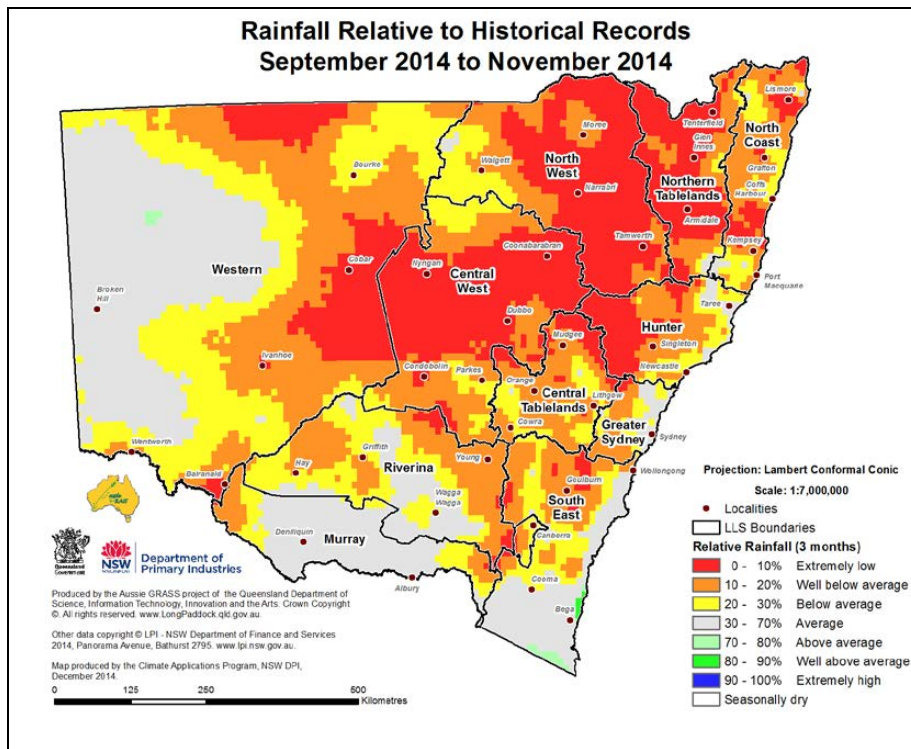 Rainfall Relative to Historical Records
September 2014 to November 2014
Lismore
Tenterfield
North
Coast
Moree
Glen
Innes
North
West
Walgett
Bourke
Grafton
Northern
Tablelands
Coffs
Harbour
Narrabri
Armidale
Tamworth
Kempsey
Coonabarabran
Western
Cobar
Nyngan
Central
West
Port
Macquarie
Broken
Hill
Taree
Dubbo
Hunter
Mudgee
Singleton
Ivanhoe
Condobolin
Parkes
Newcastle
Orange
Central
Tablelands
Lithgow
Cowra
Greater
Sydney
Sydney
Wentworth
Griffith
Riverina
Young
Wollongong
Balranald
Hay
Goulburn
South
East
Wagga
Wagga
Deniliquin
Murray
Canberra
Albury
Cooma
Bega
Projection: Lambert Conformal Conic
Scale: 1:7,000,000
Localities
LLS Boundaries
Relative Rainfall (3 months)
0 - 10% Extremely low
10 - 20% Well below average
20 - 30% Below average
30 - 70% Average
70 - 80% Above average
80 - 90% Well above average
90 - 100% Extremely high
Seasonally dry
Queensland
Government
NSW
Department of
Primary Industries
Produced by the Aussie GRASS project of the Queensland Department of
Science, Information Technology, Innovation and the Arts. Crown Copyright
©. All rights reserved. www.LongPaddock.qld.gov.au.
Other data copyright © LPI - NSW Department of Finance and Services
2014, Panorama Avenue, Bathurst 2795. www.lpi.nsw.gov.au.
Map produced by the Climate Applications Program, NSW DPI,
December 2014.
0 125 250 500
Kilometres